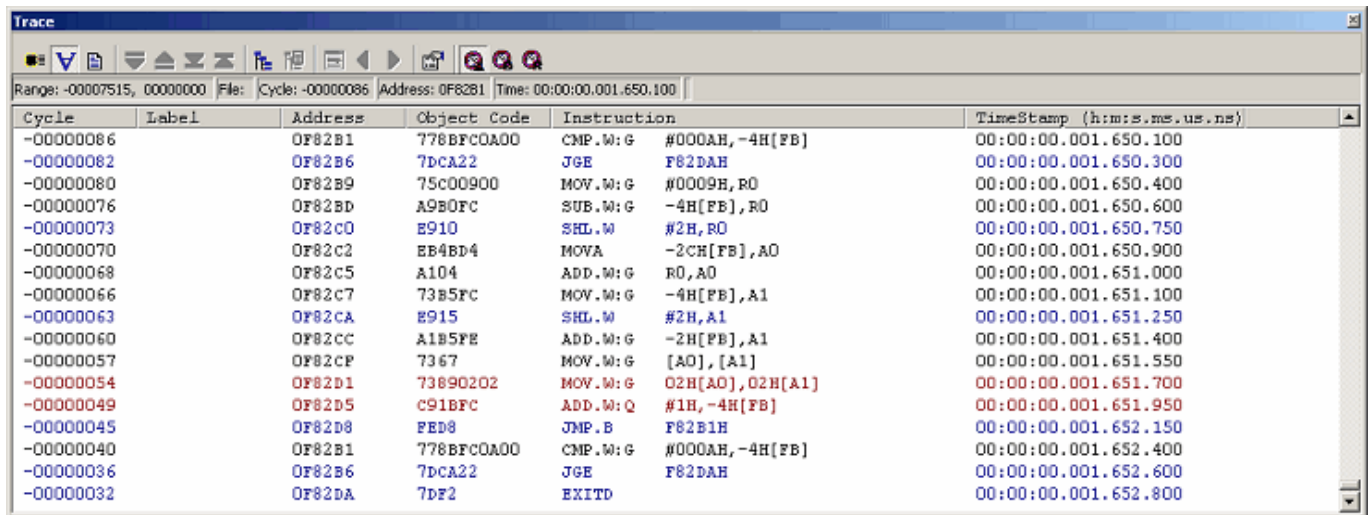 Trace
Range: -00007515, 00000000 File: Cycle: -00000086 Address: 0F82B1 Time: 00:00:00.001.650.100
Cycle Label Address Object Code Instruction TimeStamp (h:m:s.ms.us.ns)
-00000086 0F82B1 778BFC0A00 CMP.W:G #000AH,-4H[FB] 00:00:00.001.650.100
-00000082 0F82B6 7DCA22 JGE F82DAH 00:00:00.001.650.300
-00000080 0F82B9 75C00900 MOV.W:G #0009H,R0 00:00:00.001.650.400
-00000076 0F82BD A9B0FC SUB.W:G -4H[FB],R0 00:00:00.001.650.600
-00000073 0F82C0 E910 SHL.W #2H,R0 00:00:00.001.650.750
-00000070 0F82C2 EB4BD4 MOVA -2CH[FB],A0 00:00:00.001.650.900
-00000068 0F82C5 A104 ADD.W:G R0,A0 00:00:00.001.651.000
-00000066 0F82C7 73B5FC MOV.W:G -4H[FB],A1 00:00:00.001.651.100
-00000063 0F82CA E915 SHL.W #2H,A1 00:00:00.001.651.250
-00000060 0F82CC A1B5FE ADD.W:G -2H[FB],A1 00:00:00.001.651.400
-00000057 0F82CF 7367 MOV.W:G [A0],[A1] 00:00:00.001.651.550
-00000054 0F82D1 73890202 MOV.W:G 02H[A0],02H[A1] 00:00:00.001.651.700
-00000049 0F82D5 C91BFC ADD.W:Q #1H,-4H[FB] 00:00:00.001.651.950
-00000045 0F82D8 FED8 JMP.B F82B1H 00:00:00.001.652.150
-00000040 0F82B1 778BFC0A00 CMP.W:G #000AH,-4H[FB] 00:00:00.001.652.400
-00000036 0F82B6 7DCA22 JGE F82DAH 00:00:00.001.652.600
-00000032 0F82DA 7DF2 EXITD 00:00:00.001.652.800